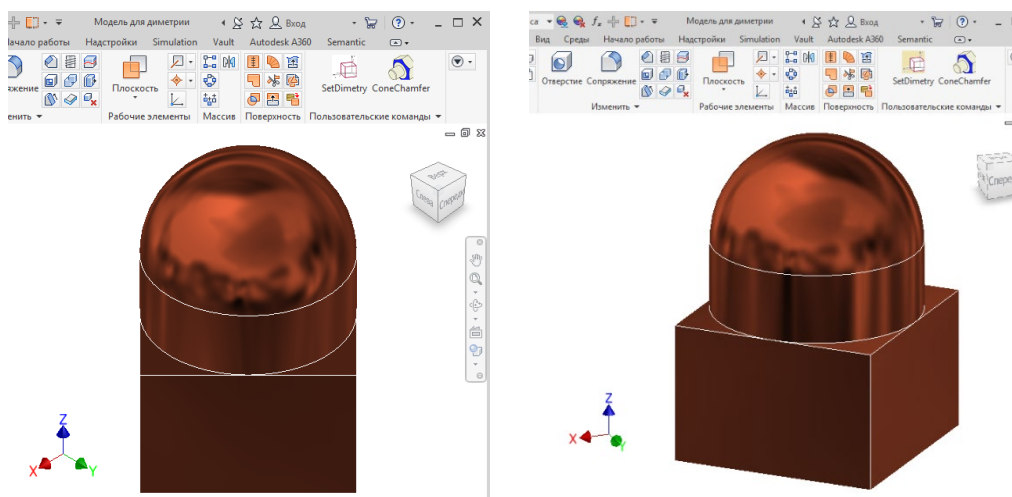 Модель для диметрии
Вход
Начало работы Надстройки Simulation Vault Autodesk A360 Semantic
Плоскость
SetDimetry ConeChamfer
Рабочие элементы Массив Поверхность Пользовательские команды
Верх
Слева
Спереди
Z
X
Y
Модель для диметрии
Вход
Вид Среды Начало работы Надстройки Simulation Vault Autodesk A360 Semantic
Отверстие Сопряжение
Плоскость
SetDimetry ConeChamfer
Изменить Рабочие элементы Массив Поверхность Пользовательские команды
Z
X